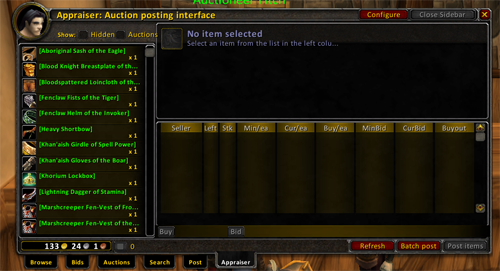 Appraiser: Auction posting interface
Configure
Close Sidebar
Show: Hidden Auctions
[Aboriginal Sash of the Eagle]
x 1
[Blood Knight Breastplate of th...
x 1
[Bloodspattered Loincloth of th...
x 1
[Fenclaw Fists of the Tiger]
x 1
[Fenclaw Helm of the Invoker]
x 1
[Heavy Shortbow]
x 1
[Khan'aish Girdle of Spell Power]
x 1
[Khan'aish Gloves of the Boar]
x 1
[Khorium Lockbox]
x 1
[Lightning Dagger of Stamina]
x 1
[Marshcreeper Fen-Vest of Fro...
x 1
[Marshcreeper Fen-Vest of the...
x 1
No item selected
Select an item from the list in the left colu...
Seller Left Stk Min/ea Cur/ea Buy/ea MinBid CurBid Buyout
Buy Bid
133 24 1 0
Refresh Batch post Post items
Browse Bids Auctions Search Post Appraiser